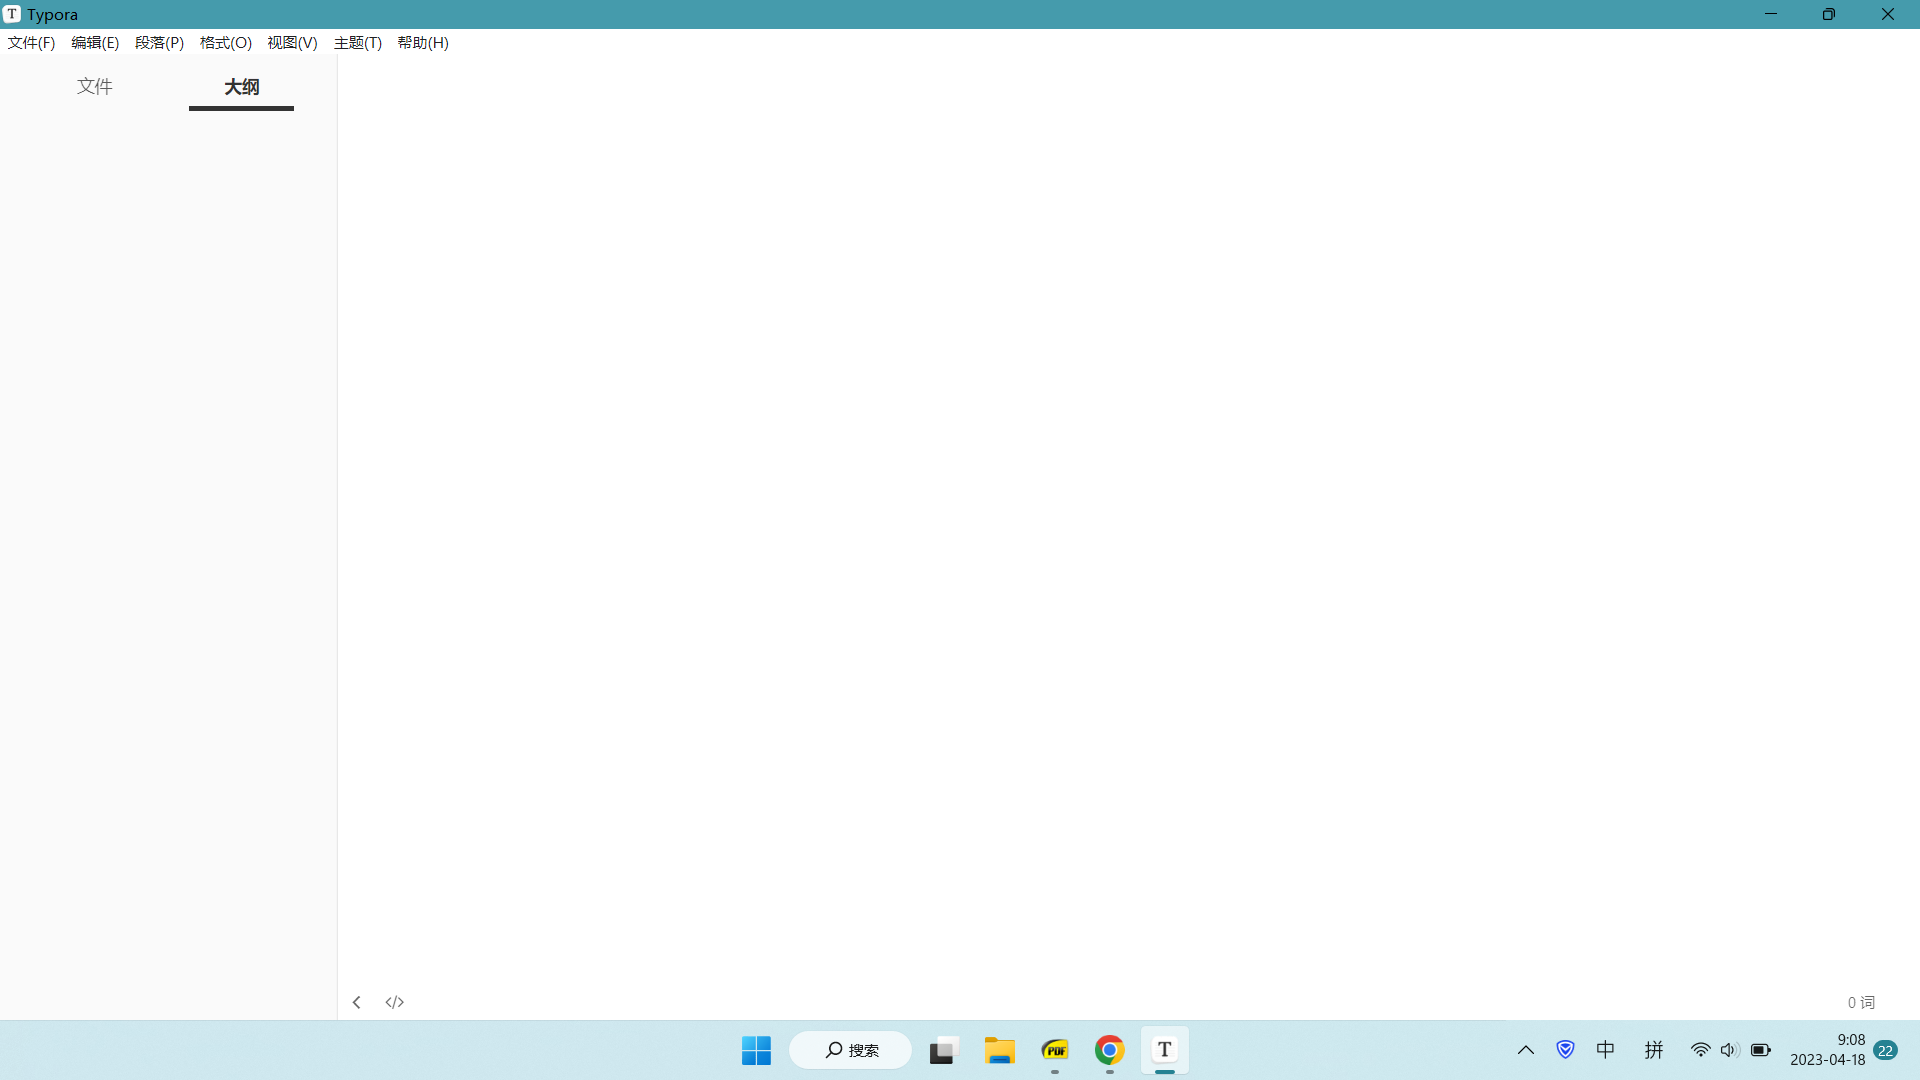 T Typora
文件(F) 编辑(E) 段落(P) 格式(O) 视图(V) 主题(T) 帮助(H)
文件 大纲
</> 0 词
搜索 PDF T 中 拼 9:08
2023-04-18 22